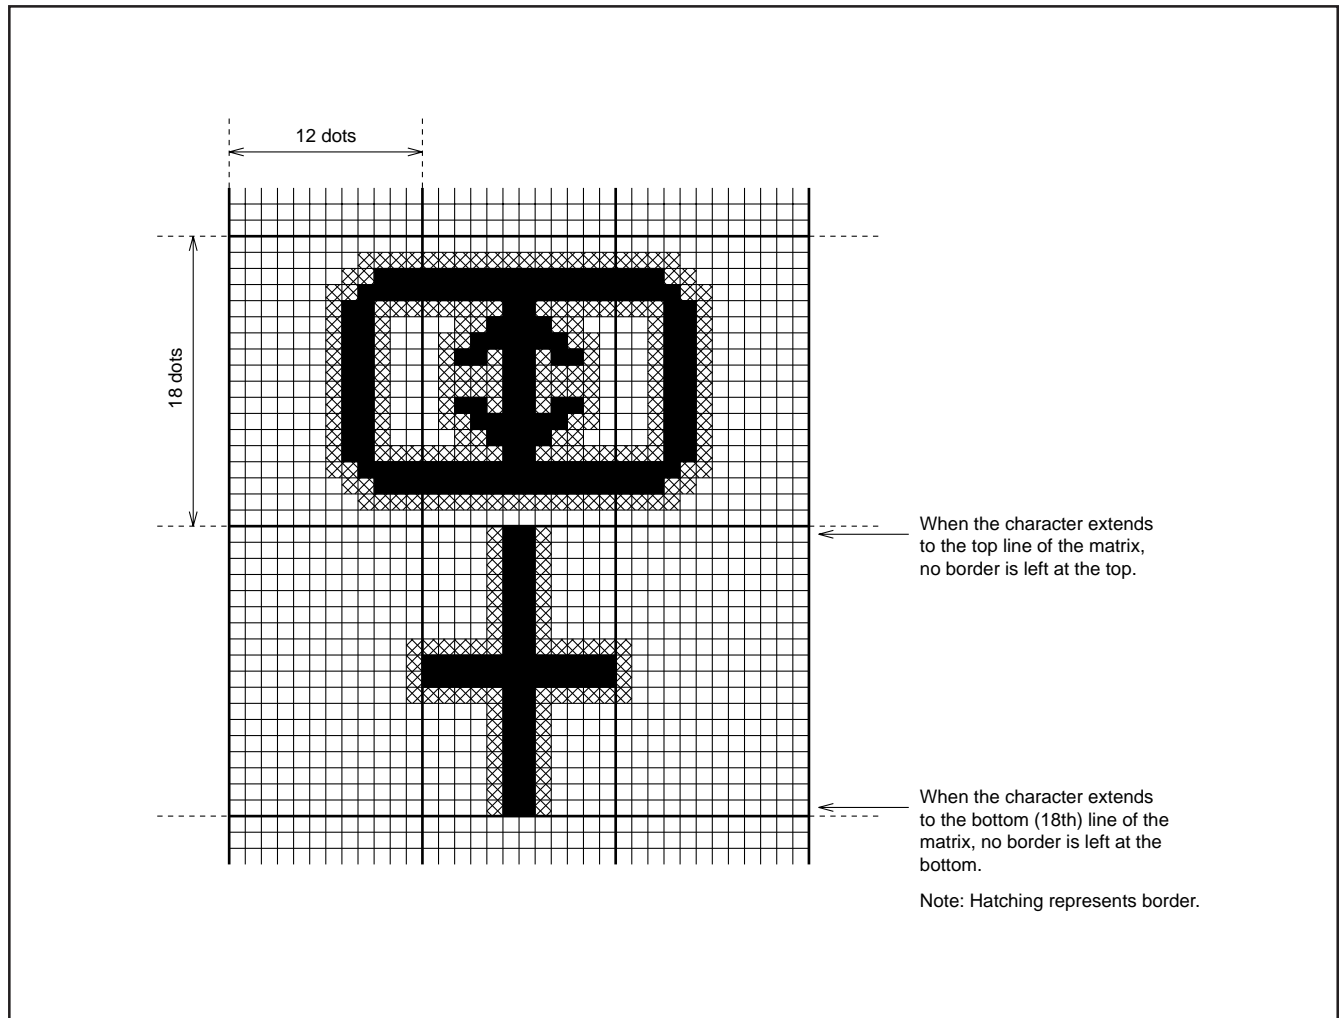 12 dots
18 dots
When the character extends
to the top line of the matrix,
no border is left at the top.
When the character extends
to the bottom (18th) line of the
matrix, no border is left at the
bottom.
Note: Hatching represents border.